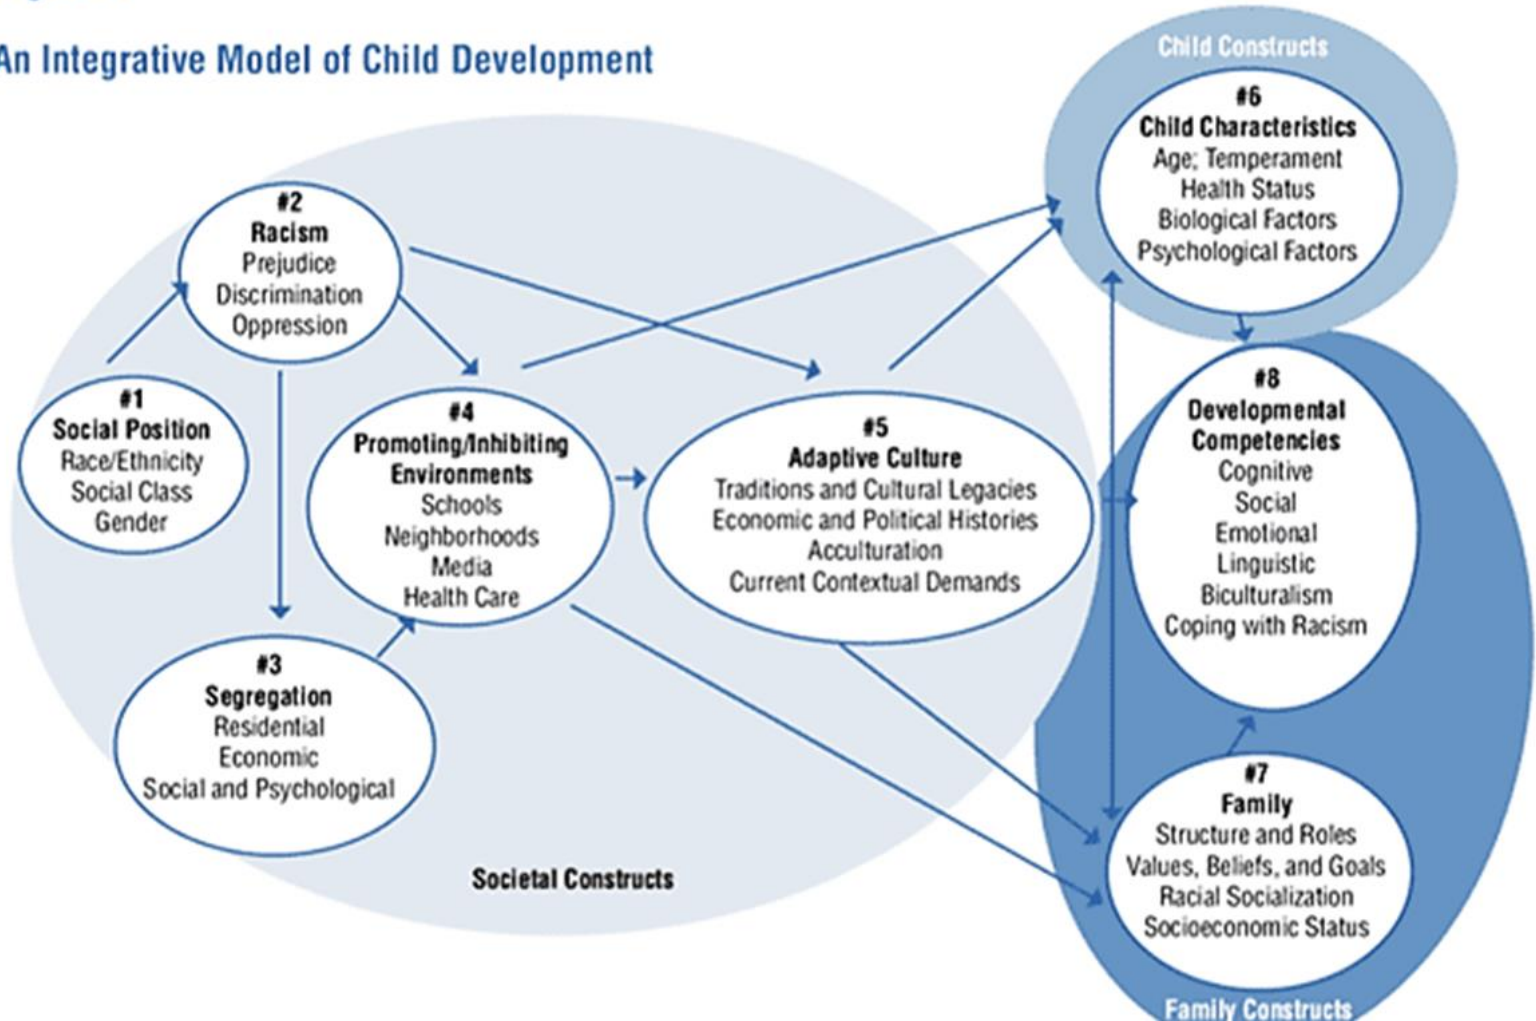 An Integrative Model of Child Development
Child Constructs
#6
Child Characteristics
Age; Temperament
Health Status
Biological Factors
Psychological Factors
#2
Racism
Prejudice
Discrimination
Oppression
#1
Social Position
Race/Ethnicity
Social Class
Gender
#4
Promoting/Inhibiting
Environments
Schools
Neighborhoods
Media
Health Care
#5
Adaptive Culture
Traditions and Cultural Legacies
Economic and Political Histories
Acculturation
Current Contextual Demands
#8
Developmental
Competencies
Cognitive
Social
Emotional
Linguistic
Biculturalism
Coping with Racism
#3
Segregation
Residential
Economic
Social and Psychological
#7
Family
Structure and Roles
Values, Beliefs, and Goals
Racial Socialization
Socioeconomic Status
Societal Constructs
Family Constructs